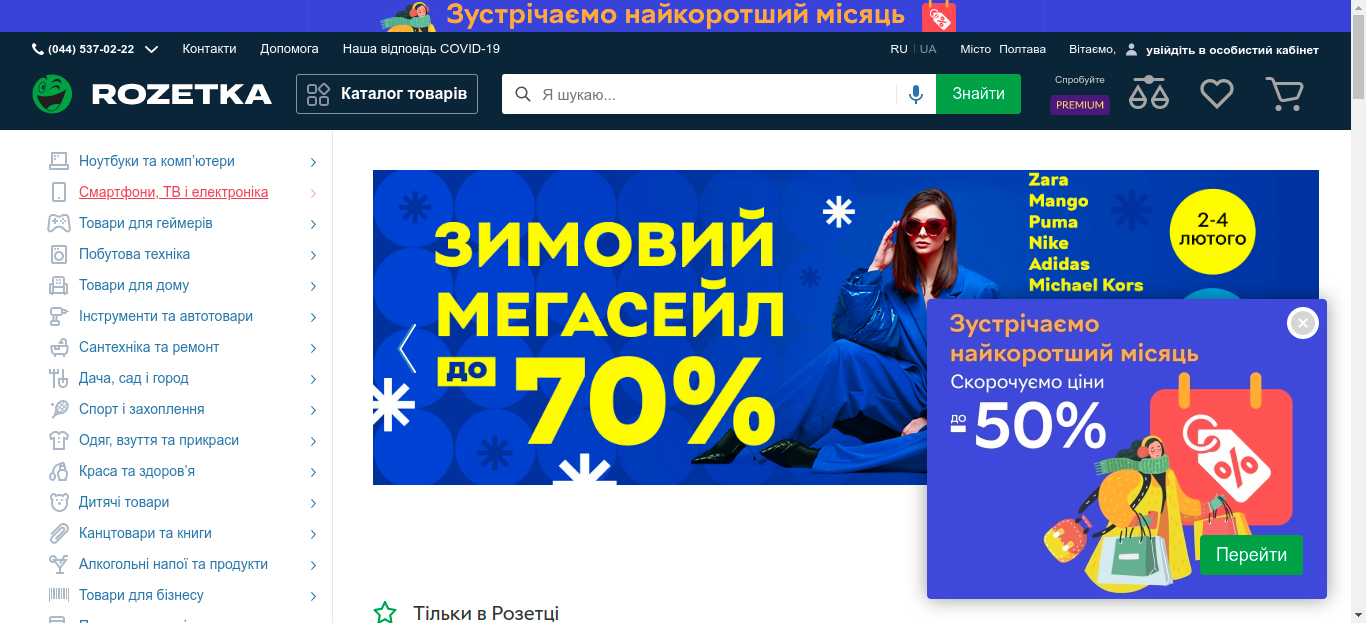 Зустрічаємо найкоротший місяць
(044) 537-02-22
Контакти
Допомога
Наша відповідь COVID-19
RU | UA
Місто Полтава
Вітаємо, увійдіть в особистий кабінет
ROZETKA
Каталог товарів
Я шукаю...
Знайти
Спробуйте
PREMIUM
Ноутбуки та комп'ютери
Смартфони, ТВ і електроніка
Товари для геймерів
Побутова техніка
Товари для дому
Інструменти та автотовари
Сантехніка та ремонт
Дача, сад і город
Спорт і захоплення
Одяг, взуття та прикраси
Краса та здоров'я
Дитячі товари
Канцтовари та книги
Алкогольні напої та продукти
Товари для бізнесу
ЗИМОВИЙ
МЕГАСЕЙЛ
ДО
70%
Zara
Mango
Puma
Nike
Adidas
Michael Kors
2-4
ЛЮТОГО
Зустрічаємо
найкоротший місяць
Скорочуємо ціни
до
-50%
%
Перейти
Тільки в Розетці